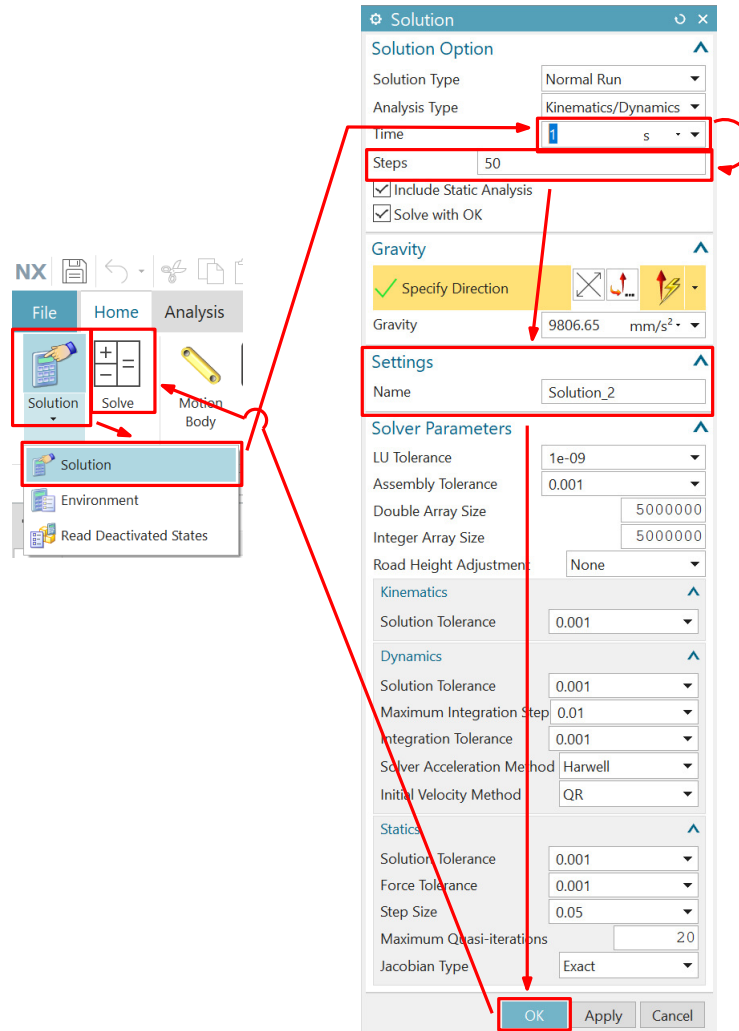 NX
File Home Analysis
Solution Solve Motion
Body
Solution
Environment
Read Deactivated States
Solution
Solution Option
Solution Type Normal Run
Analysis Type Kinematics/Dynamics
Time 1 s
Steps 50
Include Static Analysis
Solve with OK
Gravity
Specify Direction
Gravity 9806.65 mm/s²
Settings
Name Solution_2
Solver Parameters
LU Tolerance 1e-09
Assembly Tolerance 0.001
Double Array Size 5000000
Integer Array Size 5000000
Road Height Adjustment None
Kinematics
Solution Tolerance 0.001
Dynamics
Solution Tolerance 0.001
Maximum Integration Step 0.01
Integration Tolerance 0.001
Solver Acceleration Method Harwell
Initial Velocity Method QR
Statics
Solution Tolerance 0.001
Force Tolerance 0.001
Step Size 0.05
Maximum Quasi-iterations 20
Jacobian Type Exact
OK Apply Cancel